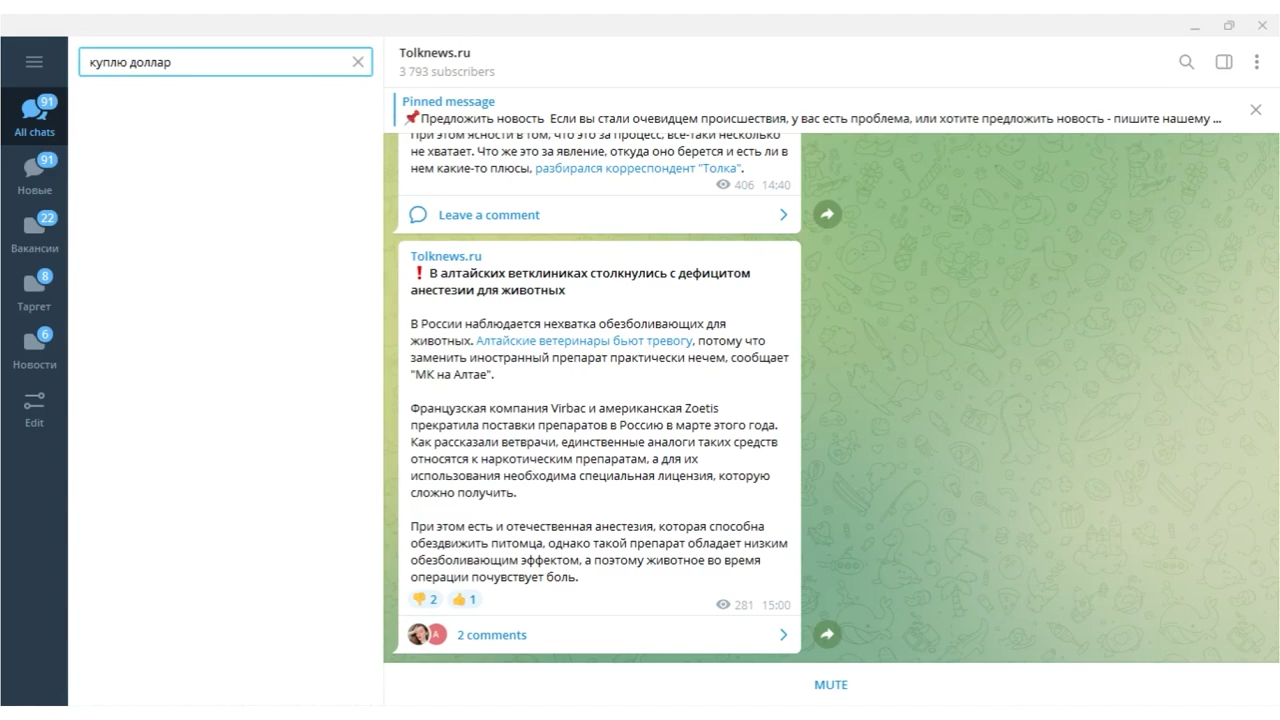 куплю доллар
91
All chats
91
Новые
22
Вакансии
8
Таргет
6
Новости
Edit
Tolknews.ru
3 793 subscribers
Pinned message
📌Предложить новость Если вы стали очевидцем происшествия, у вас есть проблема, или хотите предложить новость - пишите нашему ...
При этом ясности в том, что это за процесс, все-таки несколько
не хватает. Что же это за явление, откуда оно берется и есть ли в
нем какие-то плюсы, разбирался корреспондент "Толка".
406 14:40
Leave a comment
Tolknews.ru
❗ В алтайских ветклиниках столкнулись с дефицитом
анестезии для животных
В России наблюдается нехватка обезболивающих для
животных. Алтайские ветеринары бьют тревогу, потому что
заменить иностранный препарат практически нечем, сообщает
"МК на Алтае".
Французская компания Virbac и американская Zoetis
прекратила поставки препаратов в Россию в марте этого года.
Как рассказали ветврачи, единственные аналоги таких средств
относятся к наркотическим препаратам, а для их
использования необходима специальная лицензия, которую
сложно получить.
При этом есть и отечественная анестезия, которая способна
обездвижить питомца, однако такой препарат обладает низким
обезболивающим эффектом, а поэтому животное во время
операции почувствует боль.
👎 2 👍 1
281 15:00
A
2 comments
MUTE